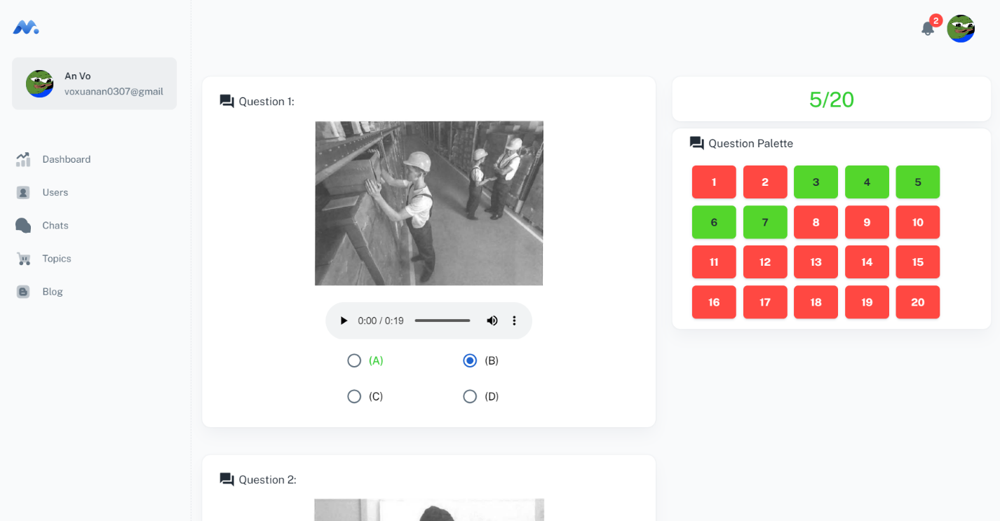 2
An Vo
voxuanan0307@gmail
Dashboard
Users
Chats
Topics
Blog
Question 1:
0:00 / 0:19
(A)
(B)
(C)
(D)
Question 2:
5/20
Question Palette
1 2 3 4 5
6 7 8 9 10
11 12 13 14 15
16 17 18 19 20